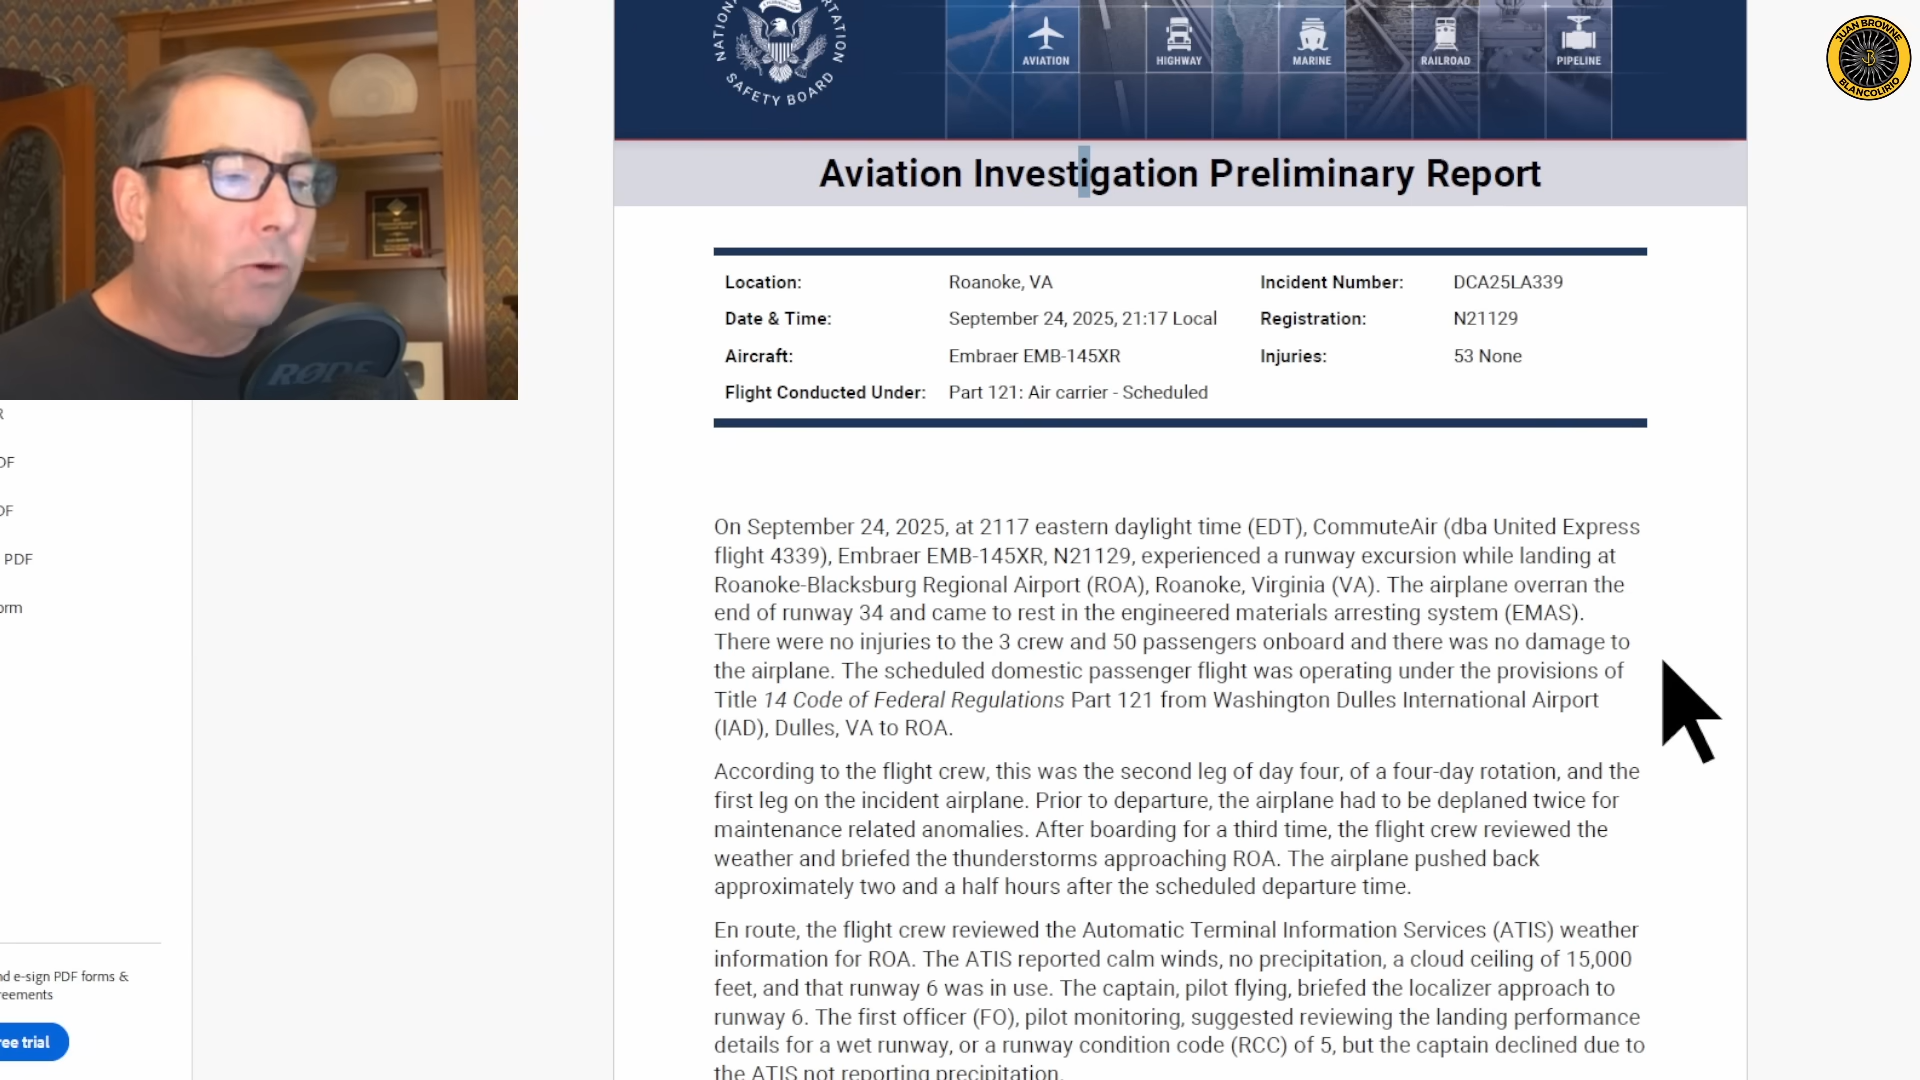 SAFETY BOARD
AVIATION
HIGHWAY
MARINE
RAILROAD
PIPELINE
JUAN BROWNE
B
BLANCOLIRIO
Aviation Investigation Preliminary Report
Location: Roanoke, VA Incident Number: DCA25LA339
Date & Time: September 24, 2025, 21:17 Local Registration: N21129
Aircraft: Embraer EMB-145XR Injuries: 53 None
Flight Conducted Under: Part 121: Air carrier - Scheduled
RØDE
DF
DF
PDF
orm
On September 24, 2025, at 2117 eastern daylight time (EDT), CommuteAir (dba United Express
flight 4339), Embraer EMB-145XR, N21129, experienced a runway excursion while landing at
Roanoke-Blacksburg Regional Airport (ROA), Roanoke, Virginia (VA). The airplane overran the
end of runway 34 and came to rest in the engineered materials arresting system (EMAS).
There were no injuries to the 3 crew and 50 passengers onboard and there was no damage to
the airplane. The scheduled domestic passenger flight was operating under the provisions of
Title 14 Code of Federal Regulations Part 121 from Washington Dulles International Airport
(IAD), Dulles, VA to ROA.
According to the flight crew, this was the second leg of day four, of a four-day rotation, and the
first leg on the incident airplane. Prior to departure, the airplane had to be deplaned twice for
maintenance related anomalies. After boarding for a third time, the flight crew reviewed the
weather and briefed the thunderstorms approaching ROA. The airplane pushed back
approximately two and a half hours after the scheduled departure time.
En route, the flight crew reviewed the Automatic Terminal Information Services (ATIS) weather
information for ROA. The ATIS reported calm winds, no precipitation, a cloud ceiling of 15,000
feet, and that runway 6 was in use. The captain, pilot flying, briefed the localizer approach to
runway 6. The first officer (FO), pilot monitoring, suggested reviewing the landing performance
details for a wet runway, or a runway condition code (RCC) of 5, but the captain declined due to
the ATIS not reporting precipitation.
nd e-sign PDF forms &
reements
ree trial